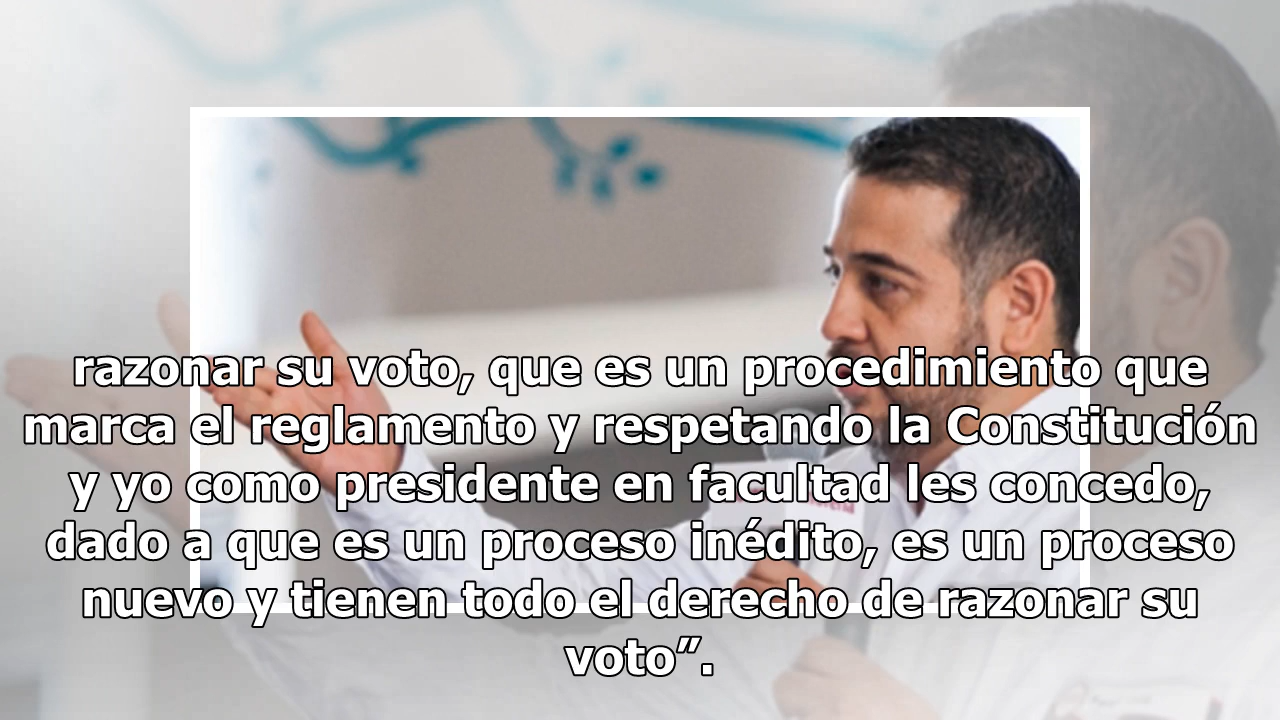 razonar su voto, que es un procedimiento que
marca el reglamento y respetando la Constitución
y yo como presidente en facultad les concedo,
dado a que es un proceso inédito, es un proceso
nuevo y tienen todo el derecho de razonar su
voto”.